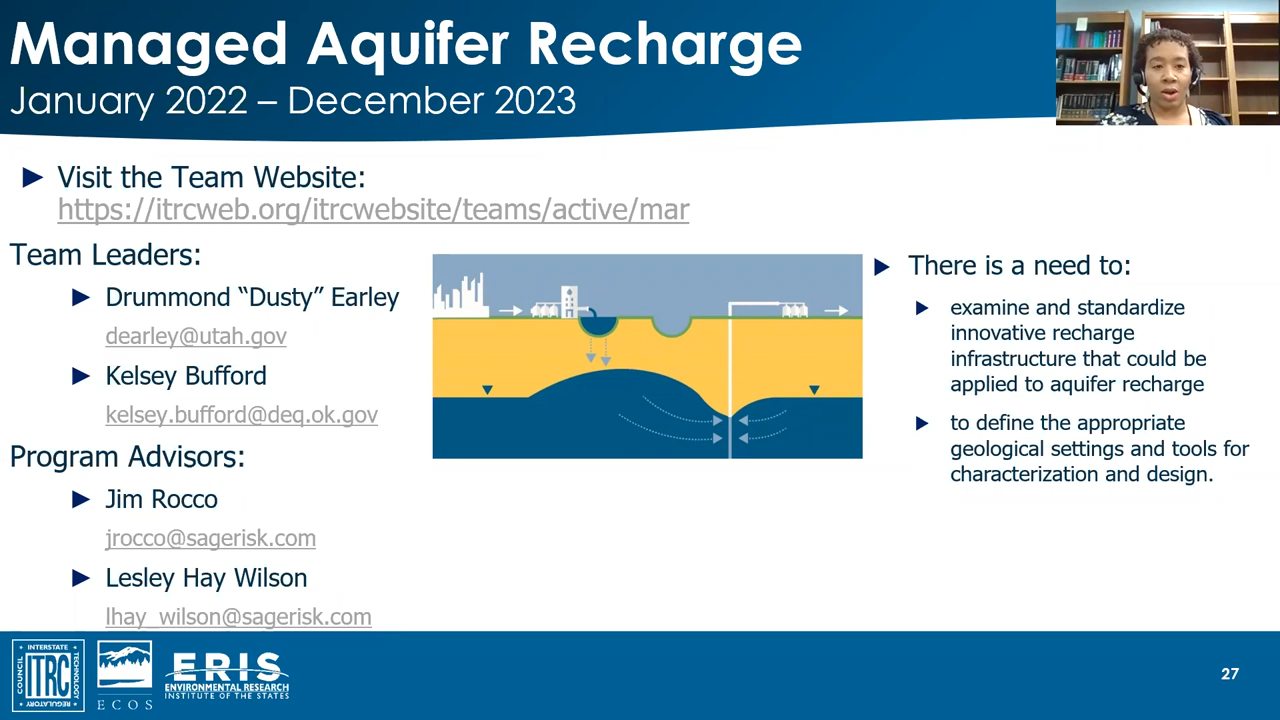 Managed Aquifer Recharge
January 2022 – December 2023
Visit the Team Website:
https://itrcweb.org/itrcwebsite/teams/active/mar
Team Leaders:
Drummond “Dusty” Earley
dearley@utah.gov
Kelsey Bufford
kelsey.bufford@deq.ok.gov
Program Advisors:
Jim Rocco
jrocco@sagerisk.com
Lesley Hay Wilson
lhay_wilson@sagerisk.com
There is a need to:
examine and standardize
innovative recharge
infrastructure that could be
applied to aquifer recharge
to define the appropriate
geological settings and tools for
characterization and design.
INTERSTATE
COUNCIL
ITRC
TECHNOLOGY
REGULATORY
ECOS
ERIS
ENVIRONMENTAL RESEARCH
INSTITUTE OF THE STATES
27